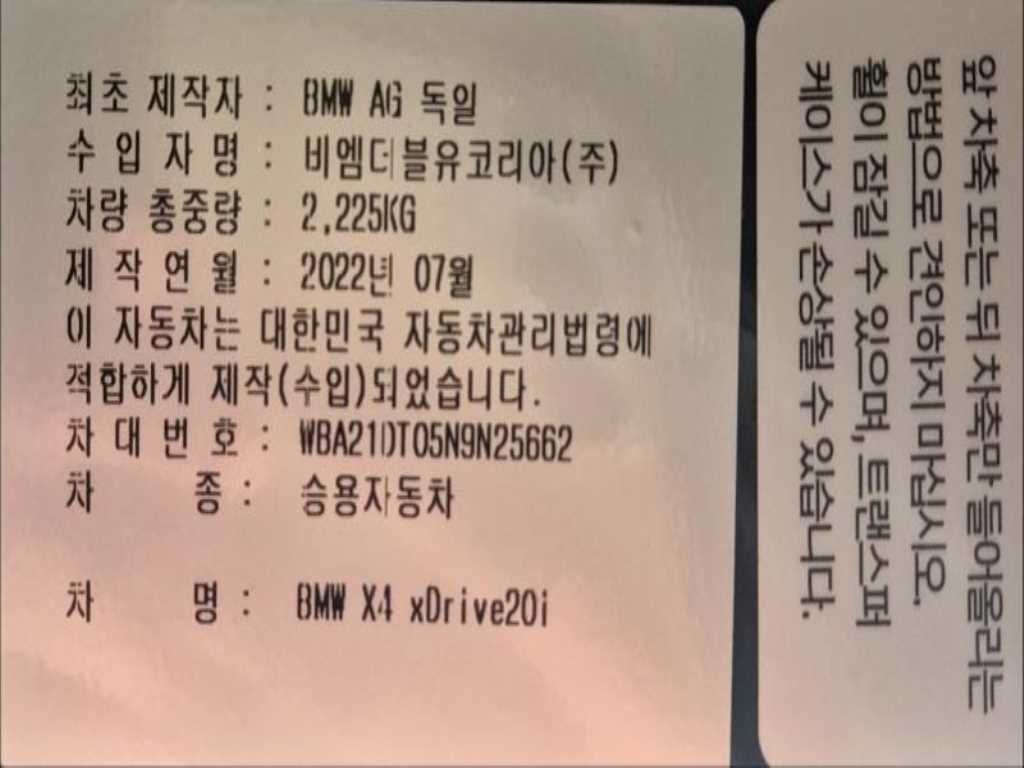 최초 제작자 : BMW AG 독일
수 입 자 명 : 비엠더블유코리아(주)
차량 총중량 : 2,225KG
제 작 연 월 : 2022년 07월
이 자동차는 대한민국 자동차관리법령에
적합하게 제작(수입)되었습니다.
차 대 번 호 : WBA21DT05N9N25662
차 종 : 승용자동차
차 명 : BMW X4 xDrive20i
앞 차축 또는 뒤 차축만 들어올리는
방법으로 견인하지 마십시오.
휠이 잠길 수 있으며, 트랜스퍼
케이스가 손상될 수 있습니다.